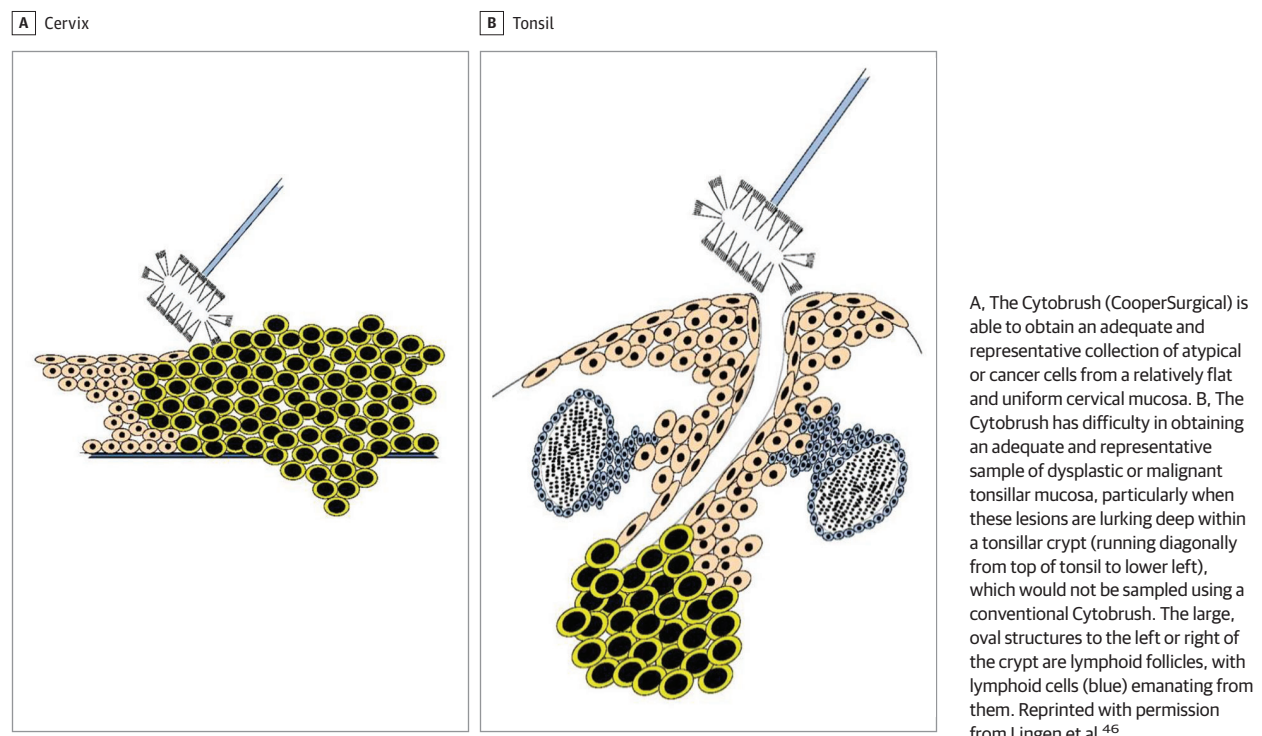 A Cervix
B Tonsil
A, The Cytobrush (CooperSurgical) is
able to obtain an adequate and
representative collection of atypical
or cancer cells from a relatively flat
and uniform cervical mucosa. B, The
Cytobrush has difficulty in obtaining
an adequate and representative
sample of dysplastic or malignant
tonsillar mucosa, particularly when
these lesions are lurking deep within
a tonsillar crypt (running diagonally
from top of tonsil to lower left),
which would not be sampled using a
conventional Cytobrush. The large,
oval structures to the left or right of
the crypt are lymphoid follicles, with
lymphoid cells (blue) emanating from
them. Reprinted with permission
from Lingen et al.46